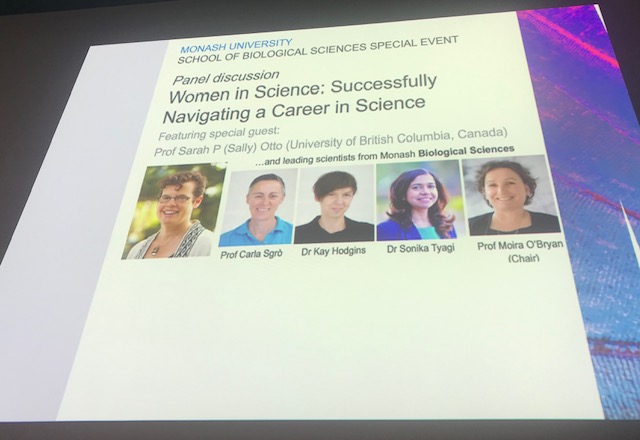 MONASH UNIVERSITY
SCHOOL OF BIOLOGICAL SCIENCES SPECIAL EVENT
Panel discussion
Women in Science: Successfully
Navigating a Career in Science
Featuring special guest:
Prof Sarah P (Sally) Otto (University of British Columbia, Canada)
...and leading scientists from Monash Biological Sciences
Prof Carla Sgrò
Dr Kay Hodgins
Dr Sonika Tyagi
Prof Moira O'Bryan
(Chair)